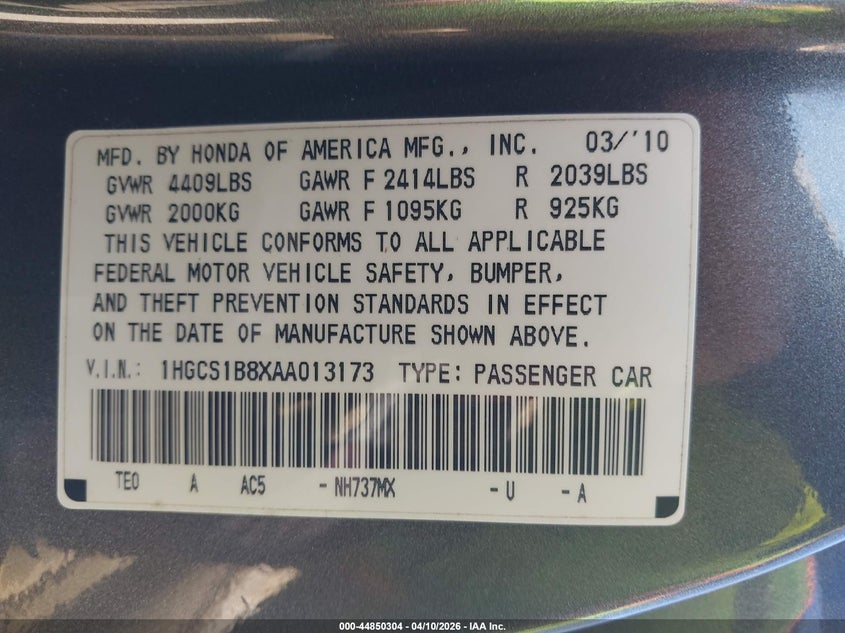 MFD. BY HONDA OF AMERICA MFG., INC. 03/'10
GVWR 4409LBS GAWR F 2414LBS R 2039LBS
GVWR 2000KG GAWR F 1095KG R 925KG
THIS VEHICLE CONFORMS TO ALL APPLICABLE
FEDERAL MOTOR VEHICLE SAFETY, BUMPER,
AND THEFT PREVENTION STANDARDS IN EFFECT
ON THE DATE OF MANUFACTURE SHOWN ABOVE.
V.I.N.: 1HGCS1B8XAA013173 TYPE: PASSENGER CAR
TE0 A AC5 - NH737MX - U - A
000-44850304 - 04/10/2026 - IAA Inc.